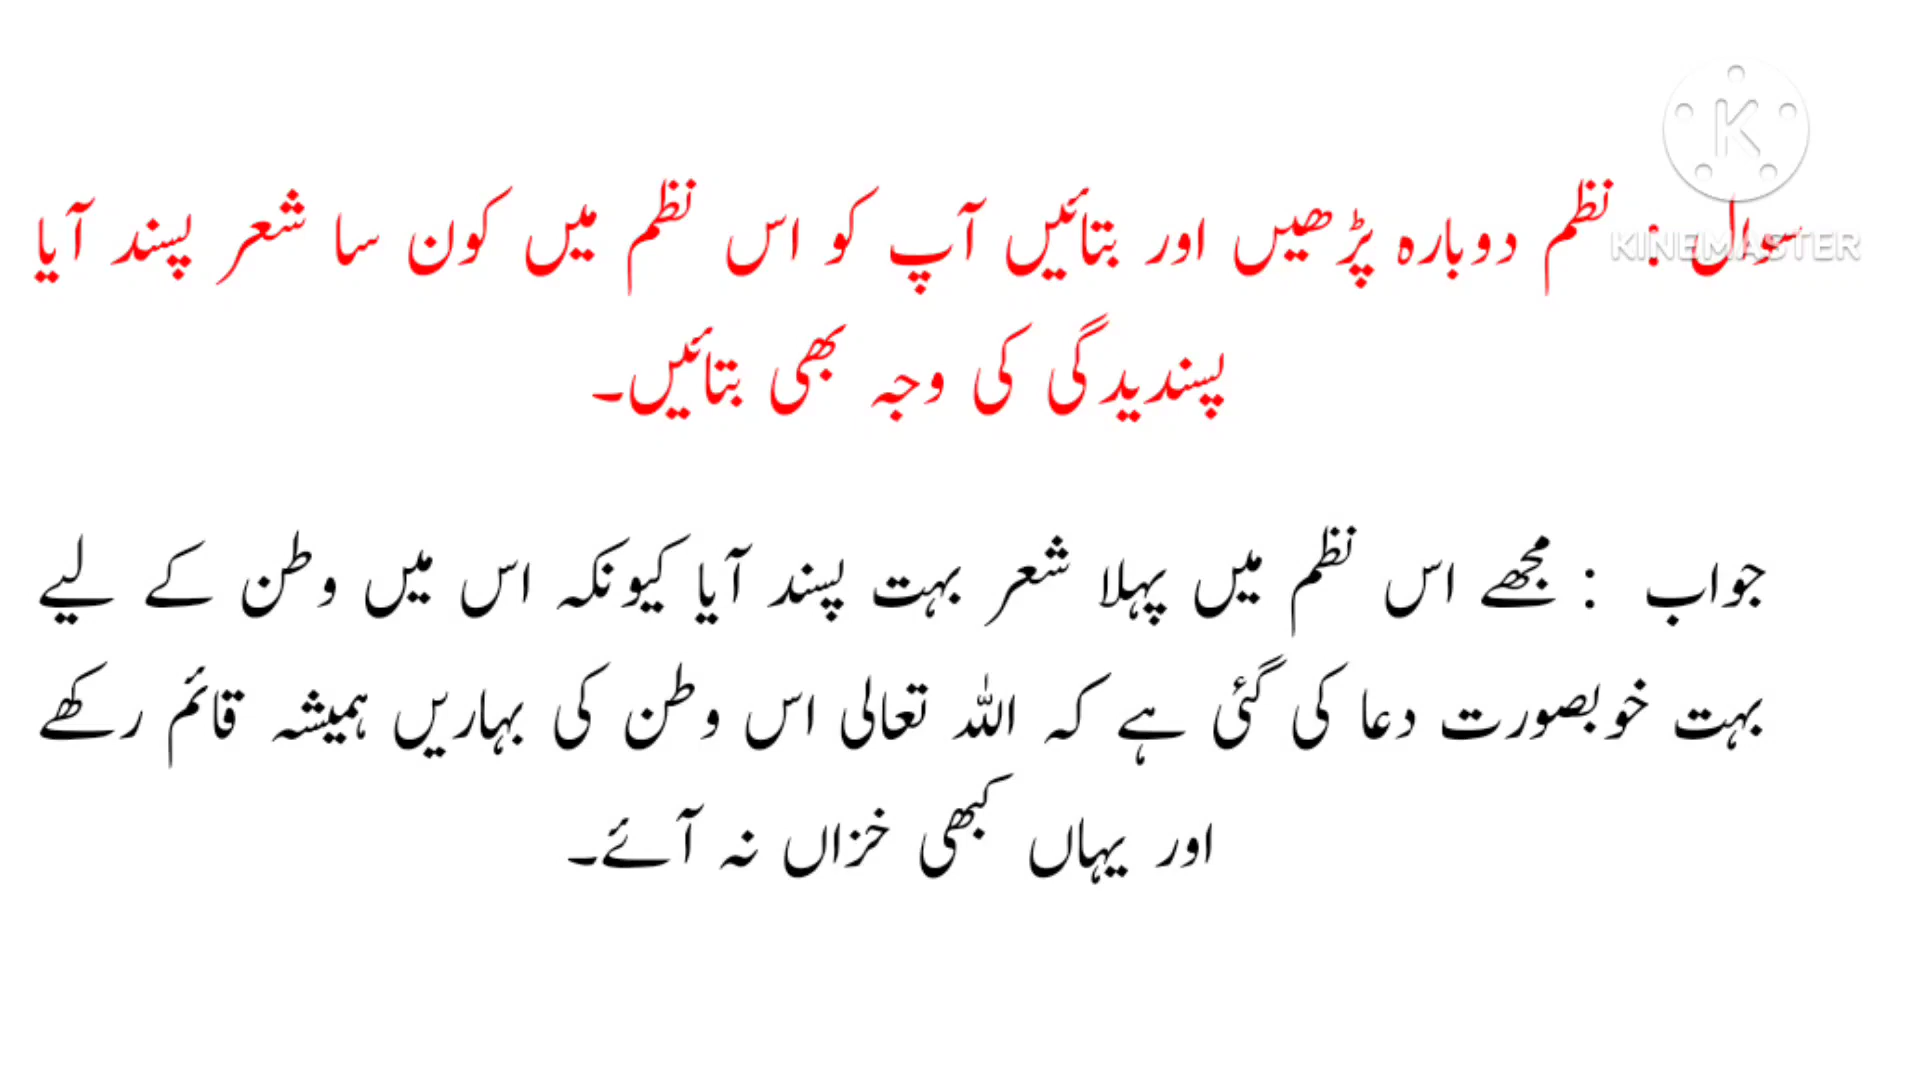 KINEMASTER
سوال : نظم دوبارہ پڑھیں اور بتائیں آپ کو اس نظم میں کون سا شعر پسند آیا
پسندیدگی کی وجہ بھی بتائیں۔
جواب : مجھے اس نظم میں پہلا شعر بہت پسند آیا کیونکہ اس میں وطن کے لیے
بہت خوبصورت دعا کی گئی ہے کہ اللہ تعالی اس وطن کی بہاریں ہمیشہ قائم رکھے
اور یہاں کبھی خزاں نہ آئے۔